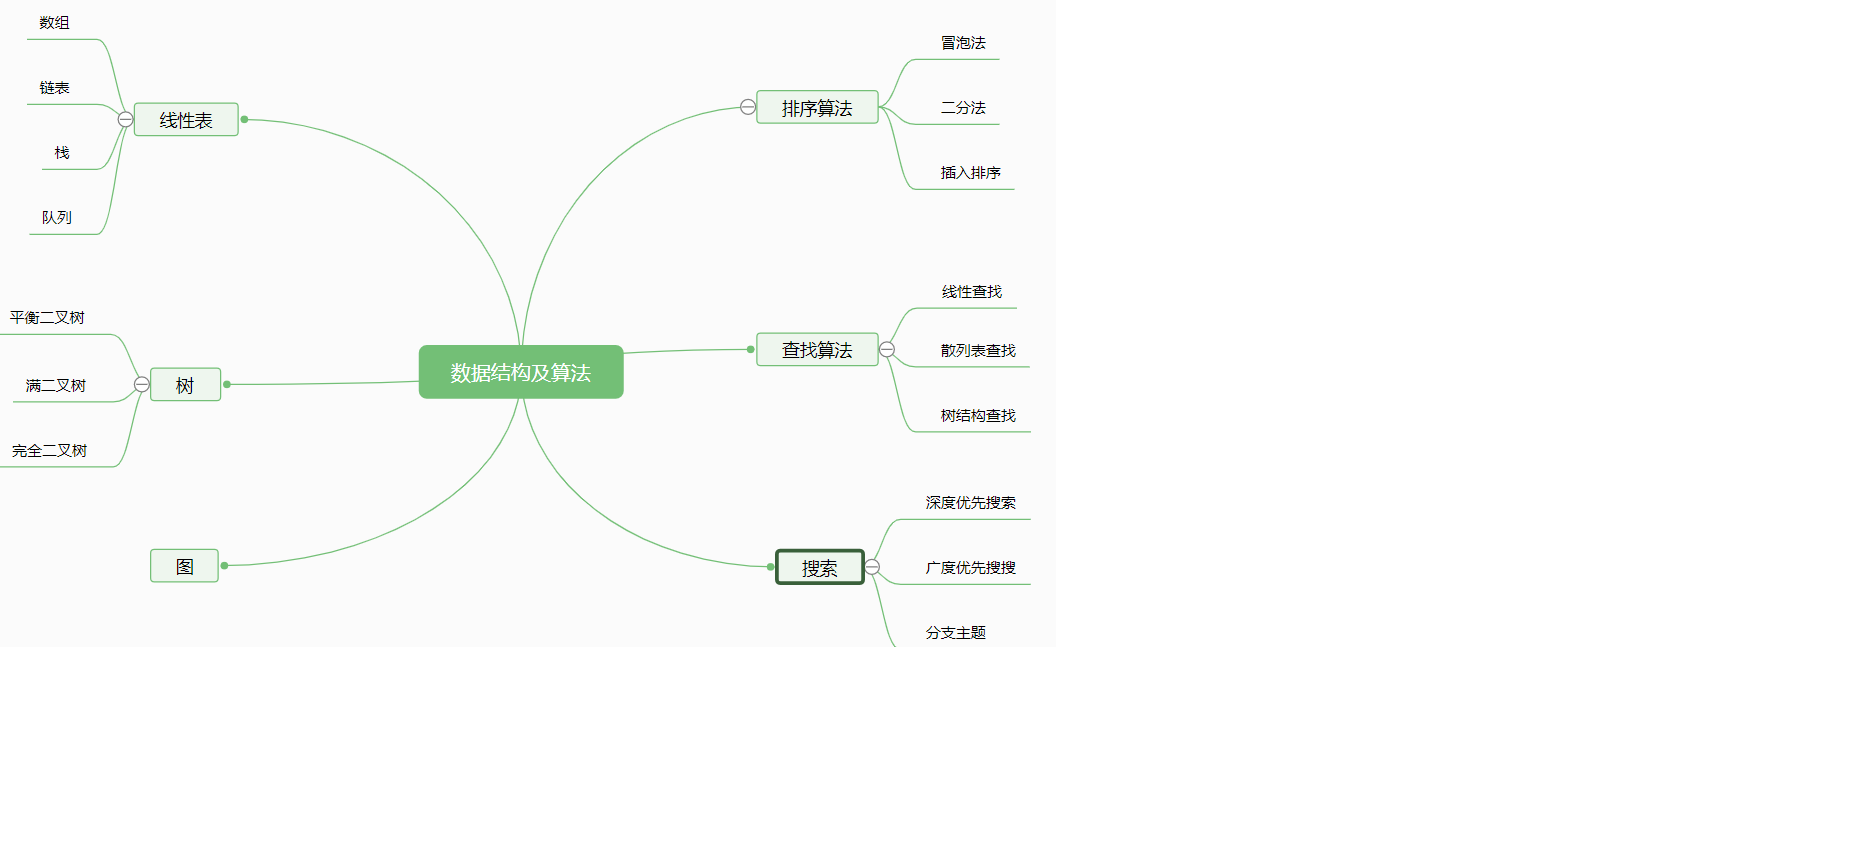 数据结构及算法
线性表
数组
链表
栈
队列
树
平衡二叉树
满二叉树
完全二叉树
图
排序算法
冒泡法
二分法
插入排序
查找算法
线性查找
散列表查找
树结构查找
搜索
深度优先搜索
广度优先搜搜
分支主题